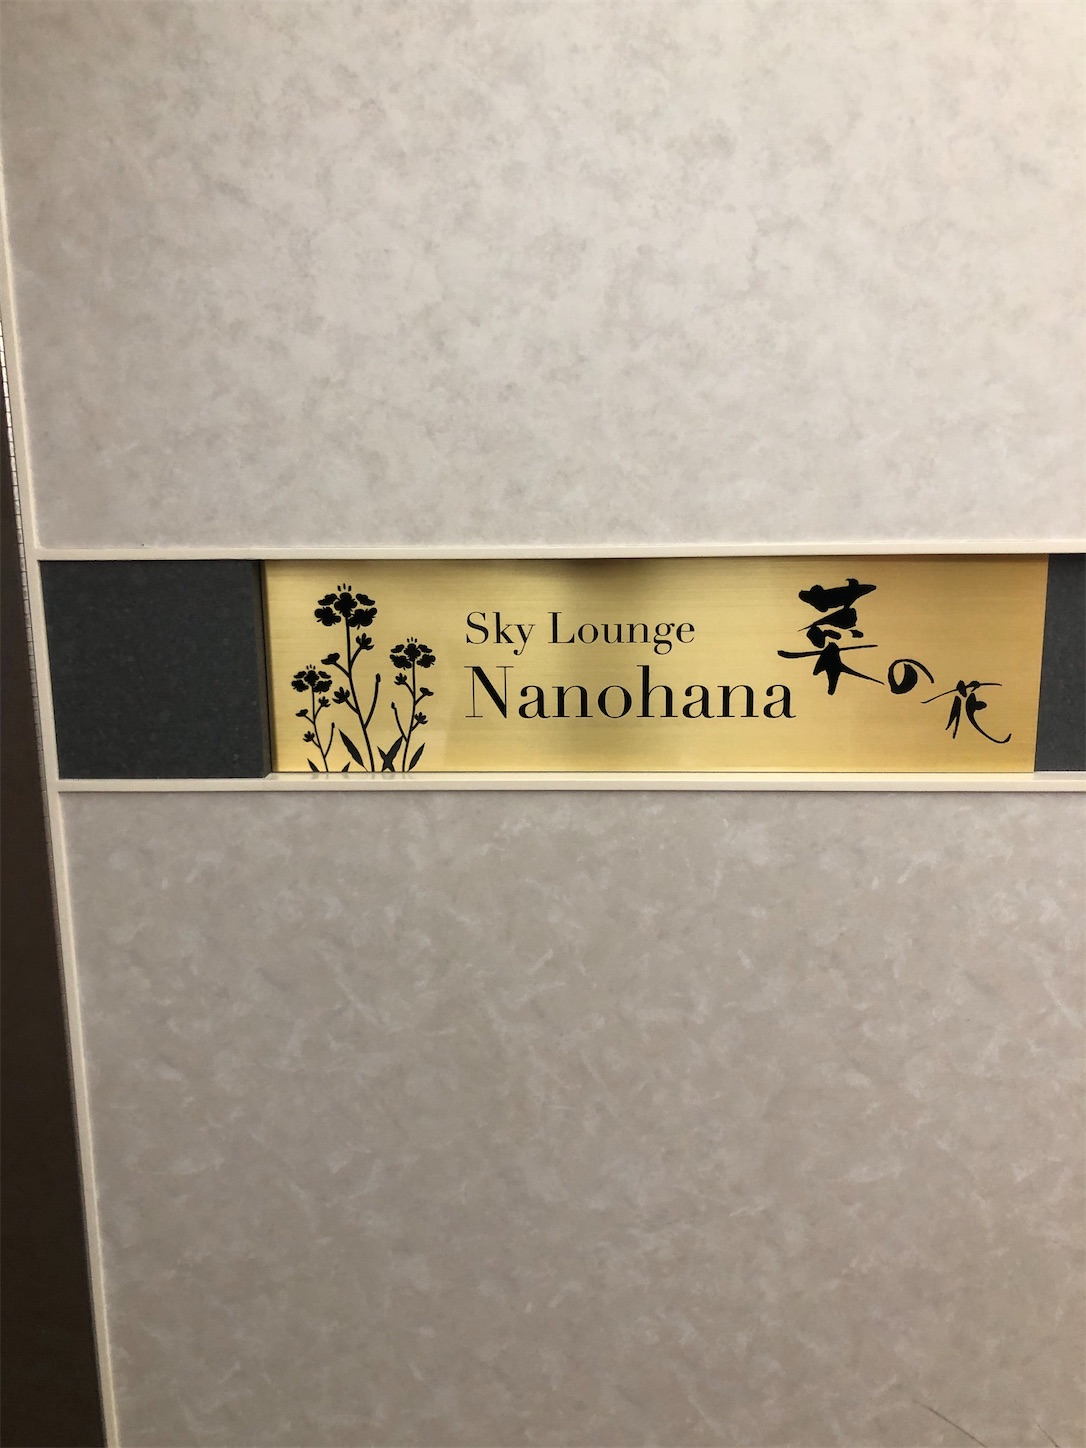 Sky Lounge
Nanohana
菜の花